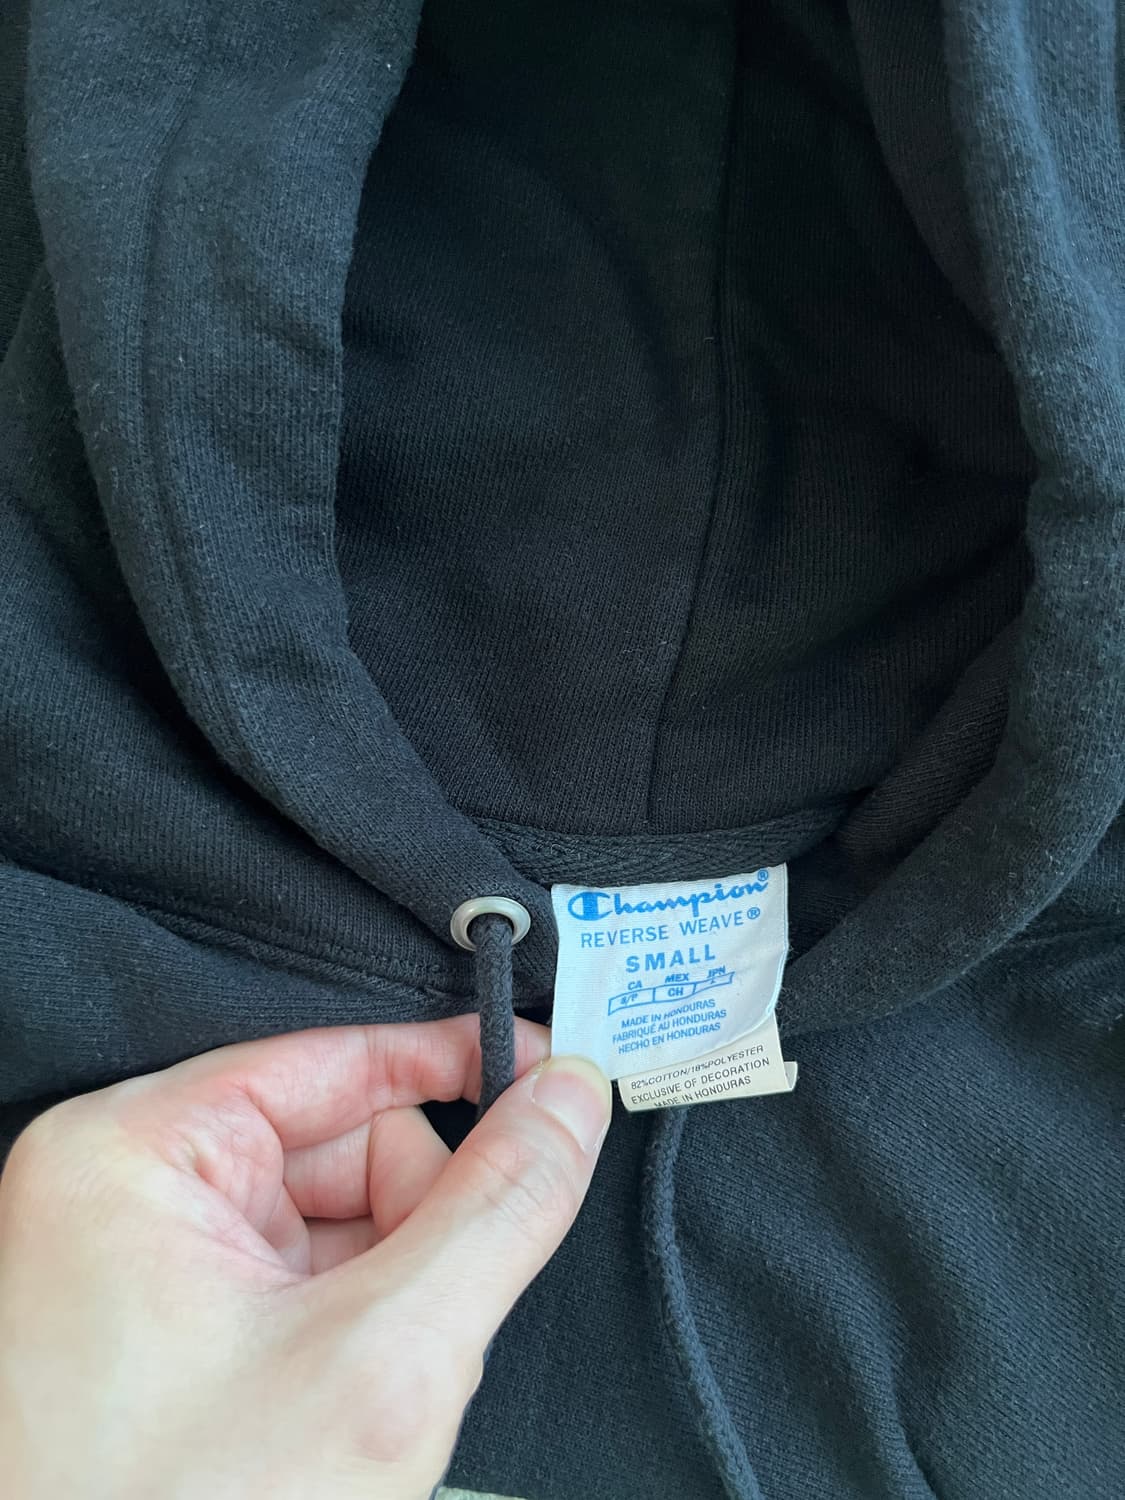 Champion®
REVERSE WEAVE®
SMALL
CA MEX JPN
S/P CH
MADE IN HONDURAS
FABRIQUÉ AU HONDURAS
HECHO EN HONDURAS
82%COTTON/18%POLYESTER
EXCLUSIVE OF DECORATION
MADE IN HONDURAS